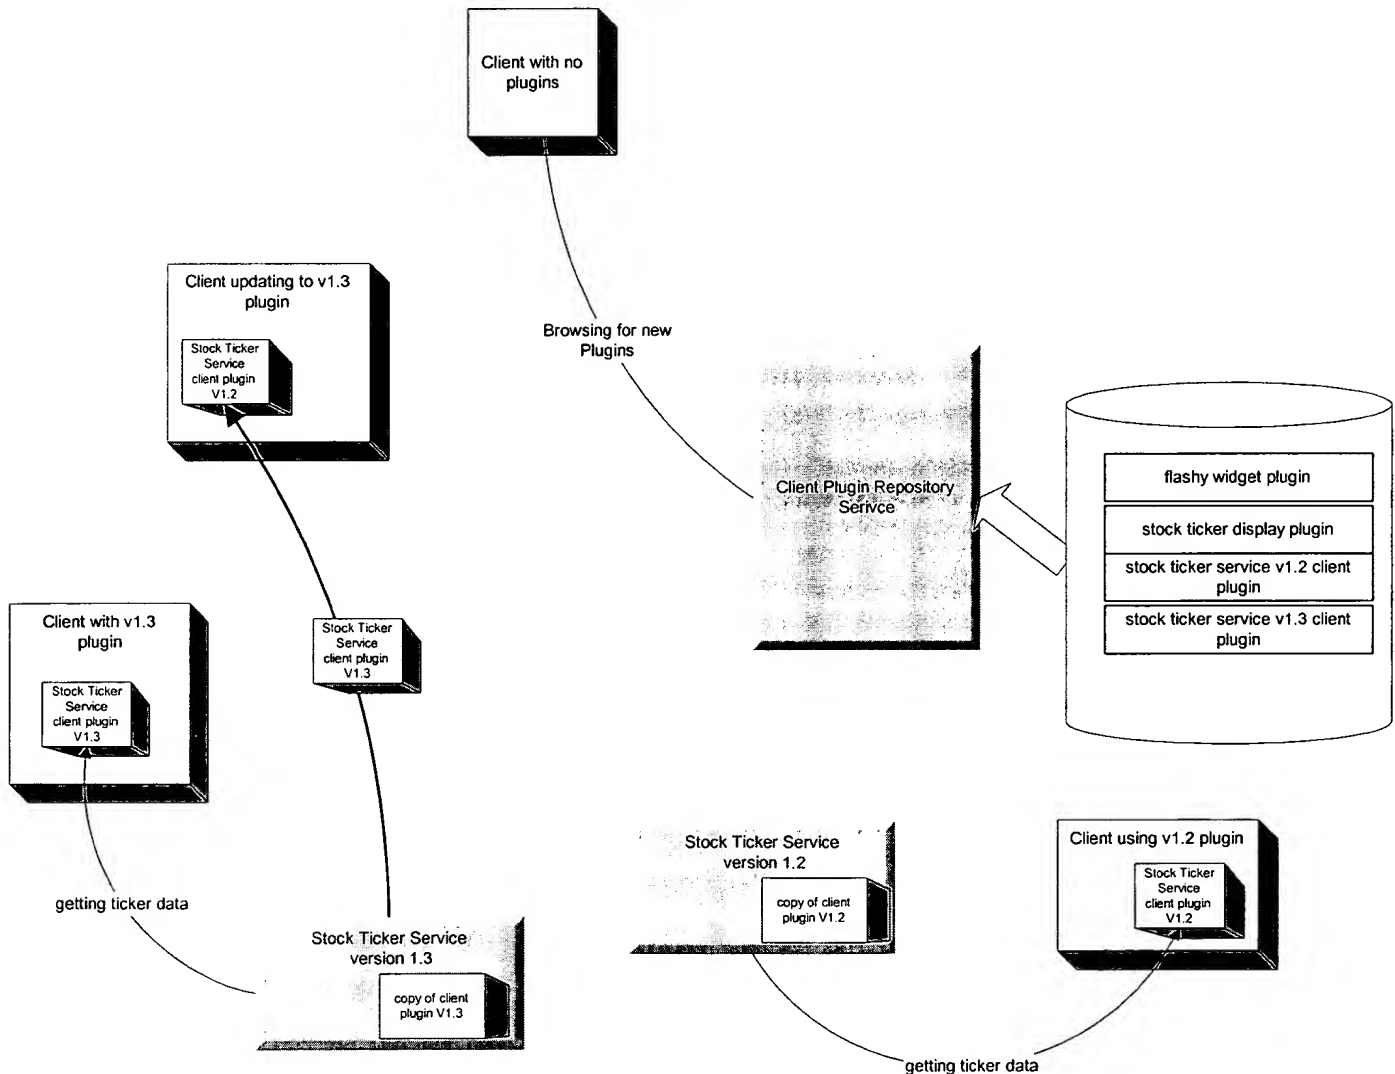 Client with no
plugins
Client updating to v1.3
plugin
Stock Ticker
Service
client plugin
V1.2
Browsing for new
Plugins
Client Plugin Repository
Serivce
flashy widget plugin
stock ticker display plugin
stock ticker service v1.2 client
plugin
stock ticker service v1.3 client
plugin
Client with v1.3
plugin
Stock Ticker
Service
client plugin
V1.3
Stock Ticker
Service
client plugin
V1.3
getting ticker data
Stock Ticker Service
version 1.3
copy of client
plugin V1.3
Stock Ticker Service
version 1.2
copy of client
plugin V1.2
Client using v1.2 plugin
Stock Ticker
Service
client plugin
V1.2
getting ticker data